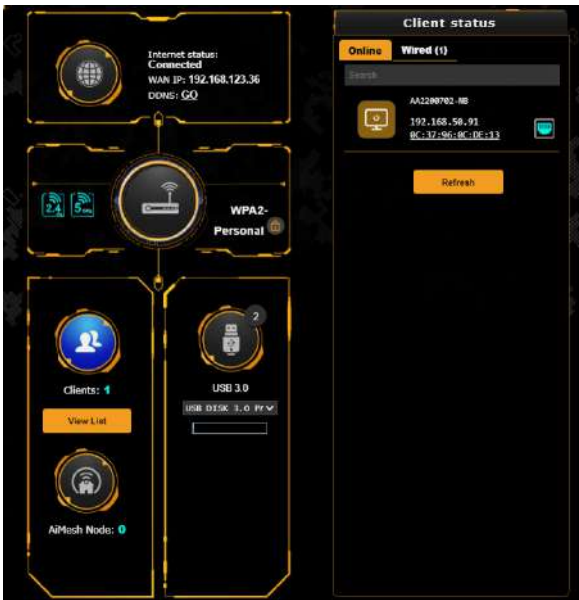 Internet status:
Connected
WAN IP: 192.168.123.36
DDNS: GO
2.4
WPA2-
Personal
2
Clients: 1
USB 3.0
View List
USB DISK 3.0 Pr
AiMesh Node: 0
Client status
Online Wired (1)
Search
AA2200702-NB
192.168.50.91
0C:37:96:0C:DE:13
Refresh